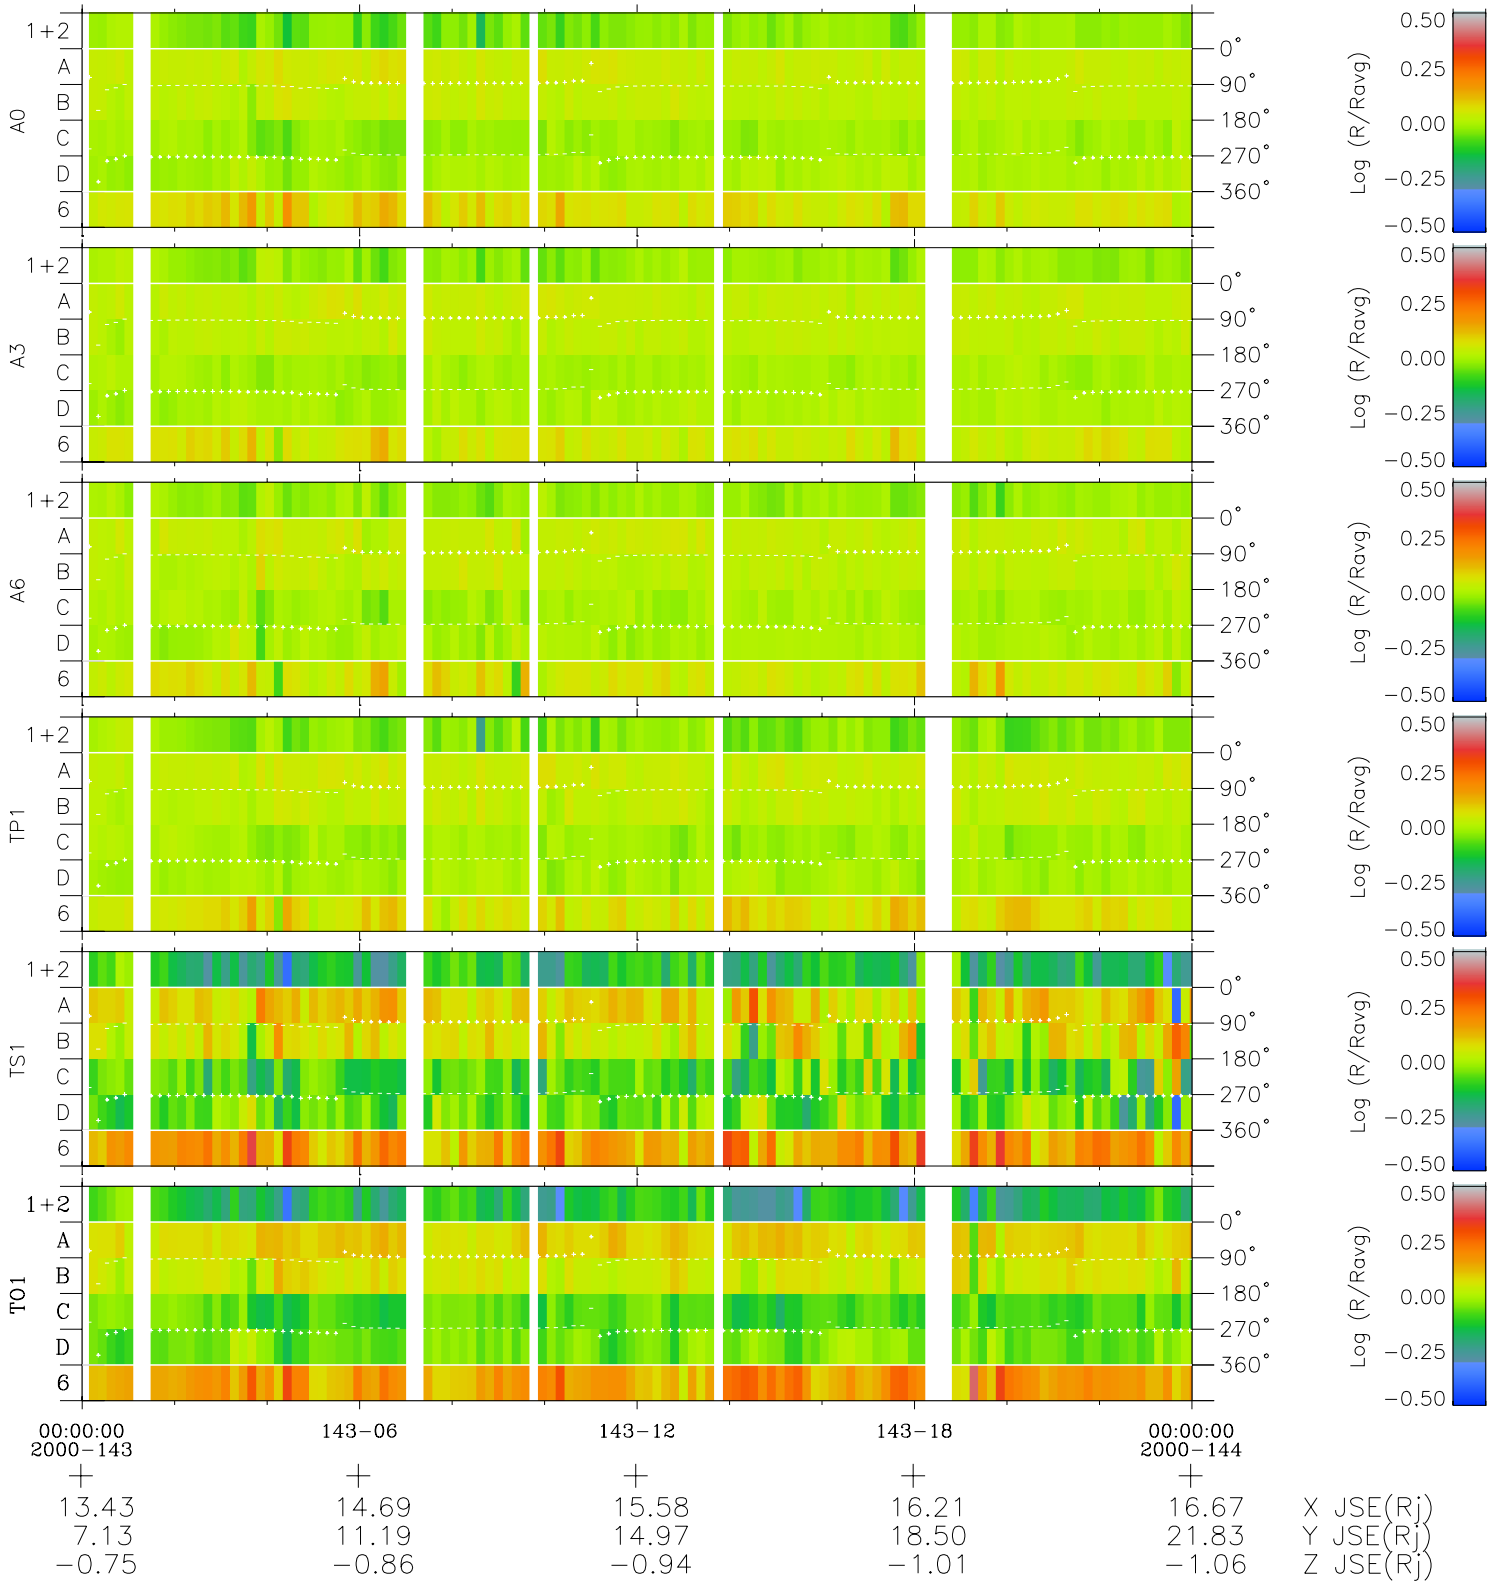 A0
1+2
A
B
C
D
6
0°
90°
180°
270°
360°
Log (R/Ravg)
0.50
0.25
0.00
−0.25
−0.50
A3
1+2
A
B
C
D
6
0°
90°
180°
270°
360°
Log (R/Ravg)
0.50
0.25
0.00
−0.25
−0.50
A6
1+2
A
B
C
D
6
0°
90°
180°
270°
360°
Log (R/Ravg)
0.50
0.25
0.00
−0.25
−0.50
TP1
1+2
A
B
C
D
6
0°
90°
180°
270°
360°
Log (R/Ravg)
0.50
0.25
0.00
−0.25
−0.50
TS1
1+2
A
B
C
D
6
0°
90°
180°
270°
360°
Log (R/Ravg)
0.50
0.25
0.00
−0.25
−0.50
TO1
1+2
A
B
C
D
6
0°
90°
180°
270°
360°
Log (R/Ravg)
0.50
0.25
0.00
−0.25
−0.50
00:00:00 143−06 143−12 143−18 00:00:00
2000−143 2000−144
13.43 14.69 15.58 16.21 16.67 X JSE(Rj)
7.13 11.19 14.97 18.50 21.83 Y JSE(Rj)
−0.75 −0.86 −0.94 −1.01 −1.06 Z JSE(Rj)